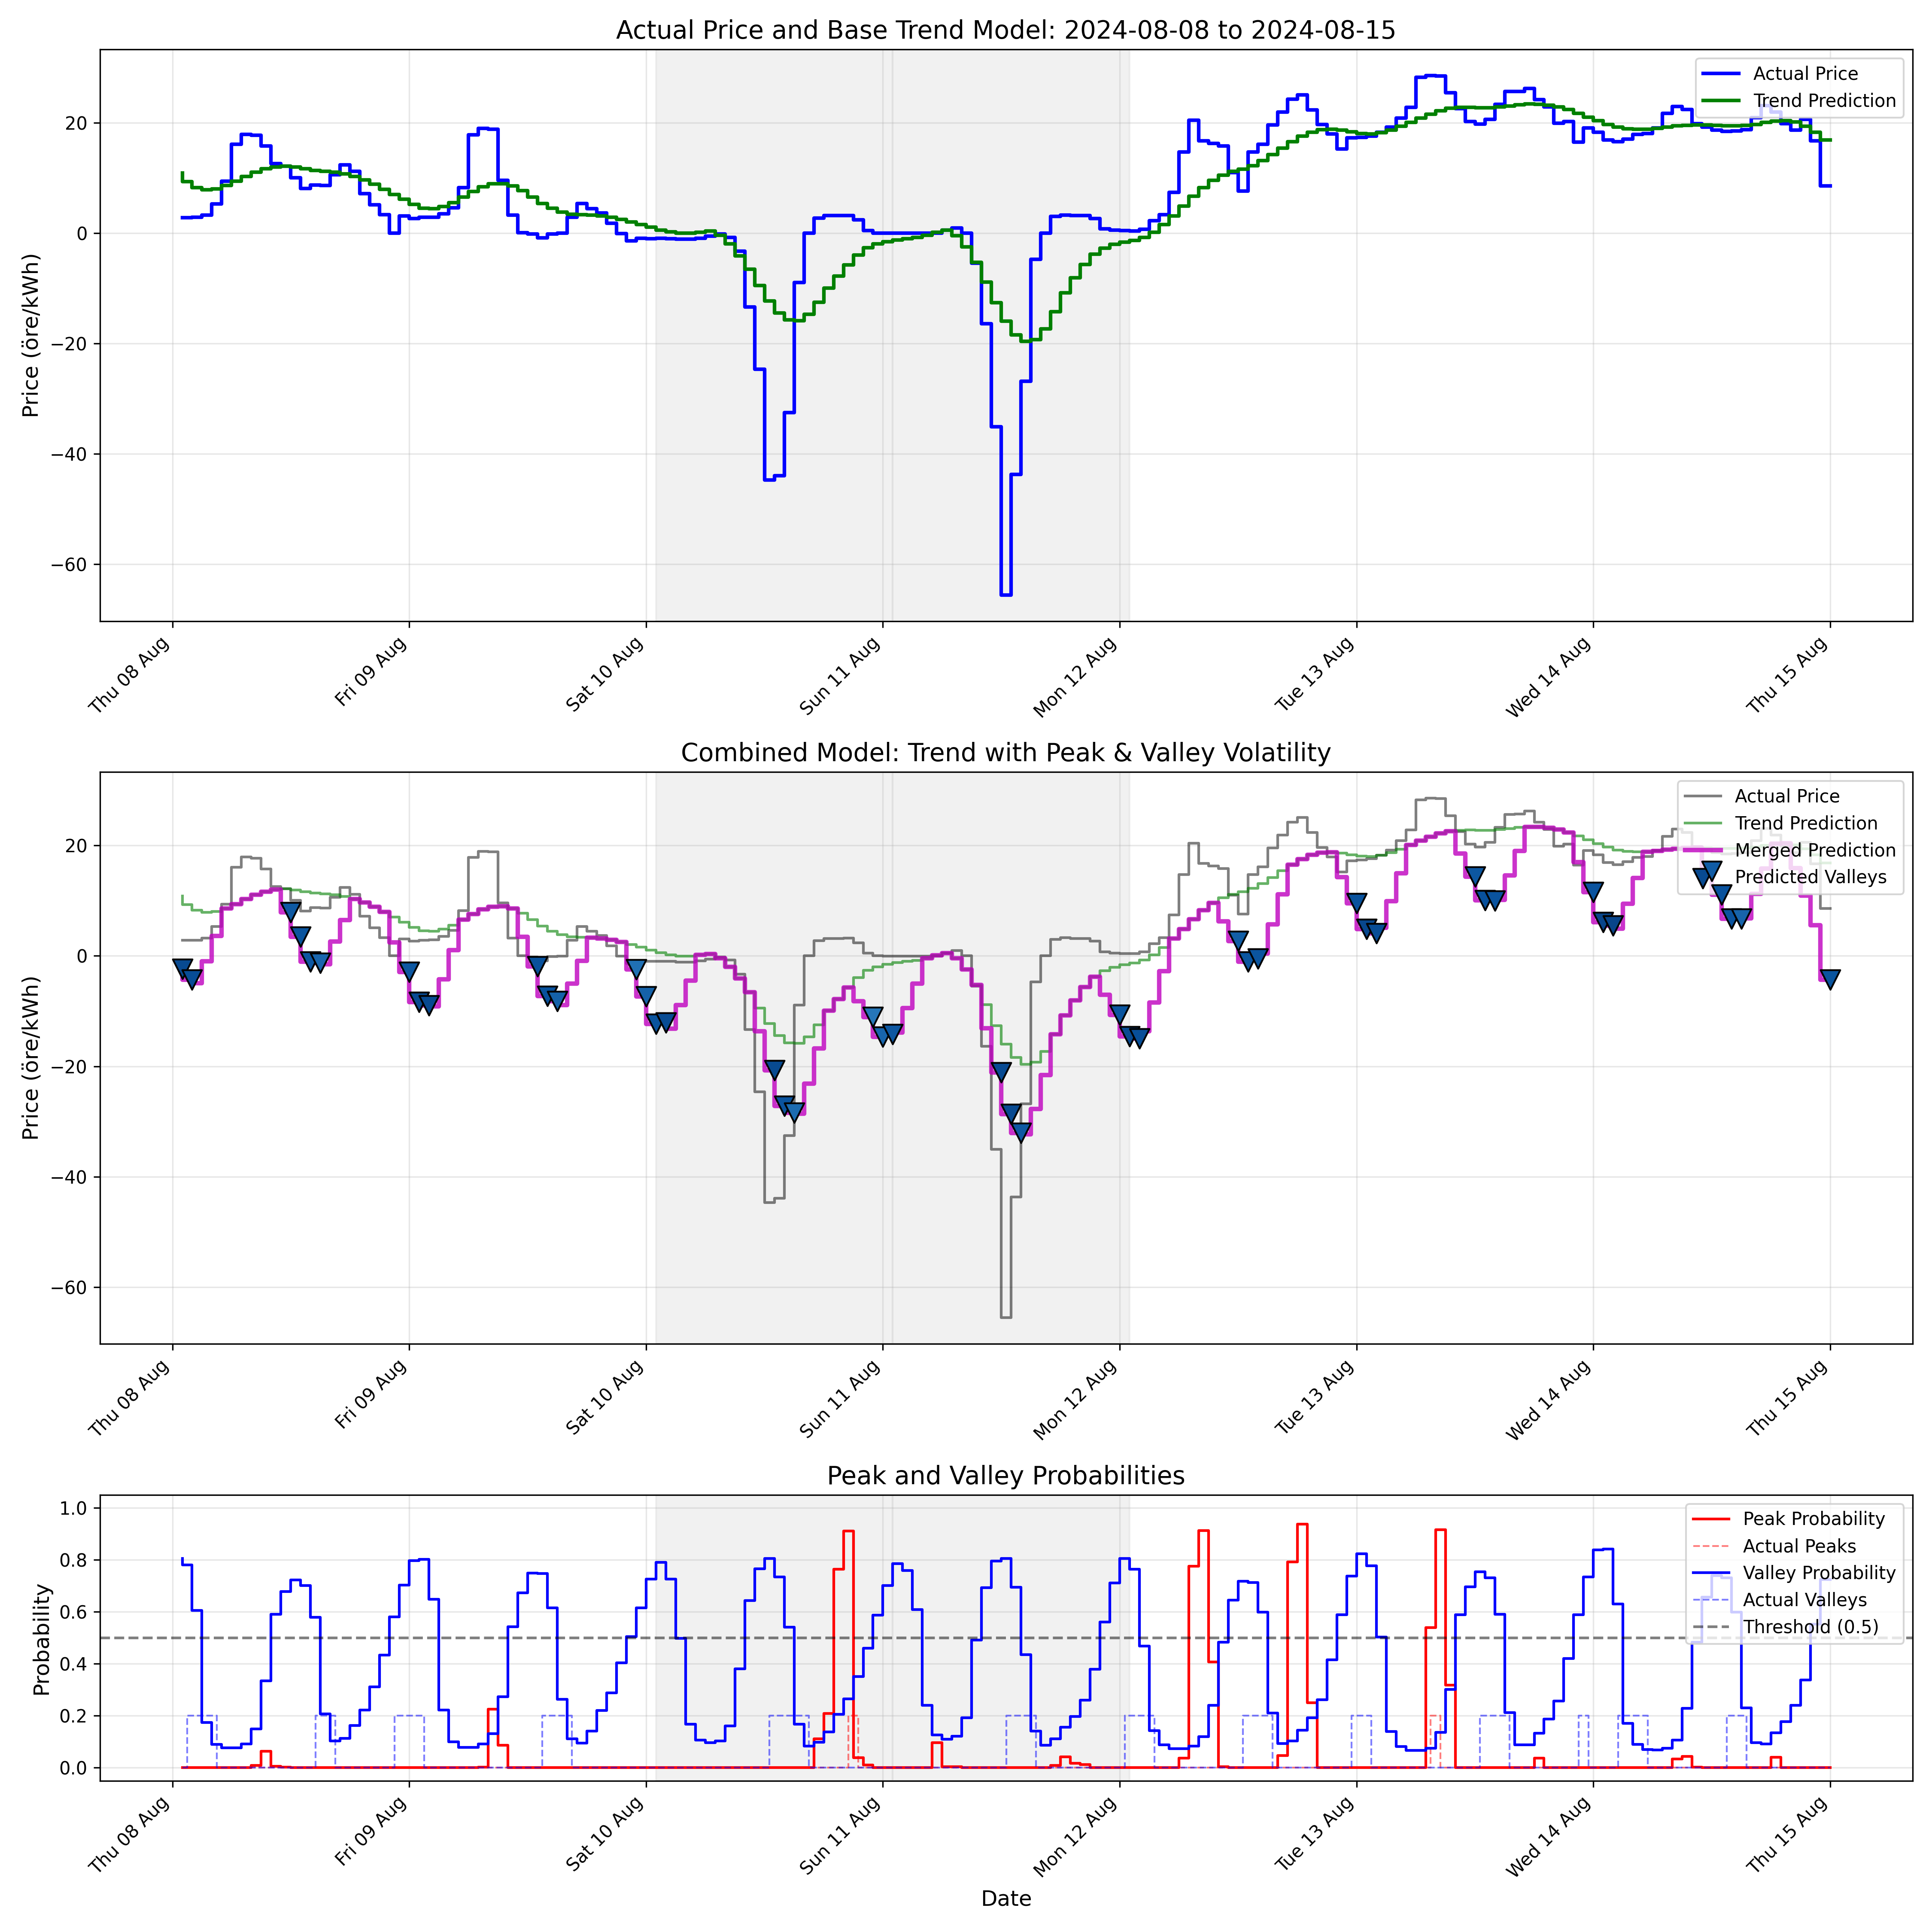 Actual Price and Base Trend Model: 2024-08-08 to 2024-08-15
Actual Price
Trend Prediction
Price (öre/kWh)
20
0
−20
−40
−60
Thu 08 Aug
Fri 09 Aug
Sat 10 Aug
Sun 11 Aug
Mon 12 Aug
Tue 13 Aug
Wed 14 Aug
Thu 15 Aug
Combined Model: Trend with Peak & Valley Volatility
Actual Price
Trend Prediction
Merged Prediction
Predicted Valleys
Price (öre/kWh)
20
0
−20
−40
−60
Thu 08 Aug
Fri 09 Aug
Sat 10 Aug
Sun 11 Aug
Mon 12 Aug
Tue 13 Aug
Wed 14 Aug
Thu 15 Aug
Peak and Valley Probabilities
Peak Probability
Actual Peaks
Valley Probability
Actual Valleys
Threshold (0.5)
Probability
1.0
0.8
0.6
0.4
0.2
0.0
Thu 08 Aug
Fri 09 Aug
Sat 10 Aug
Sun 11 Aug
Mon 12 Aug
Tue 13 Aug
Wed 14 Aug
Thu 15 Aug
Date